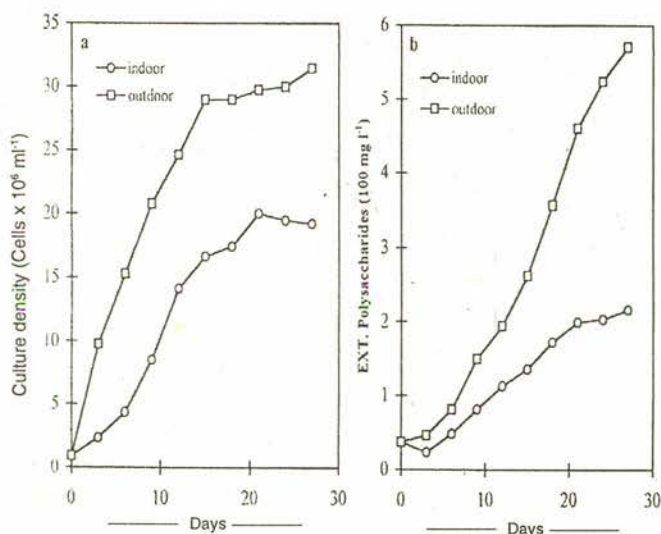 a
indoor
outdoor
Culture density (Cells x 10⁶ ml⁻¹)
35
30
25
20
15
10
5
0
0 10 20 30
Days
b
indoor
outdoor
EXT. Polysaccharides (100 mg l⁻¹)
6
5
4
3
2
1
0
0 10 20 30
Days